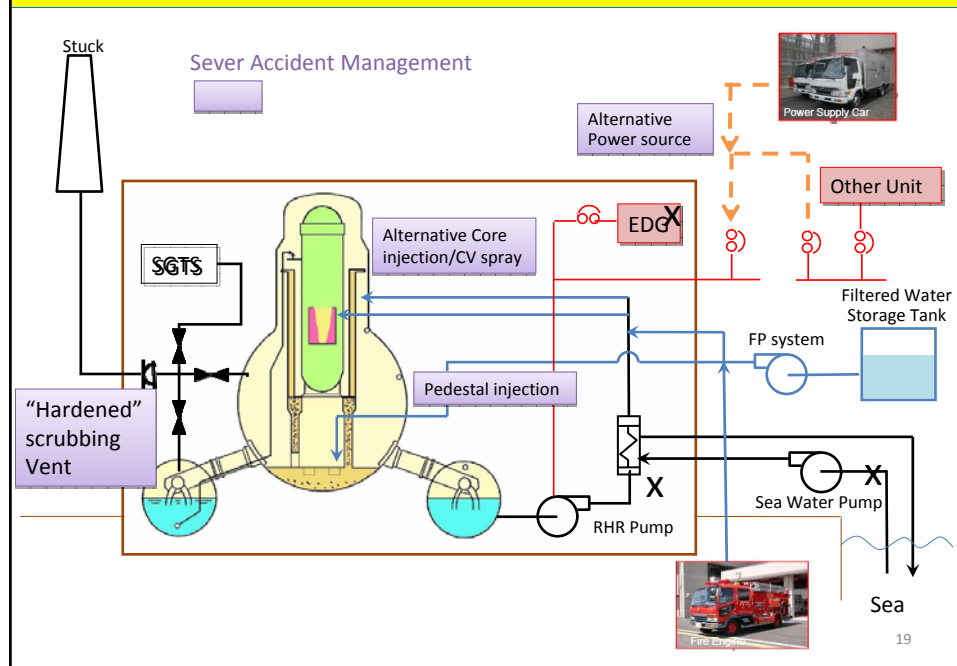 Stuck
Sever Accident Management
Power Supply Car
Alternative
Power source
Other Unit
EDG
X
SGTS
Alternative Core
injection/CV spray
Filtered Water
Storage Tank
FP system
Pedestal injection
“Hardened”
scrubbing
Vent
X
X
Sea Water Pump
RHR Pump
Fire Engine
Sea
19